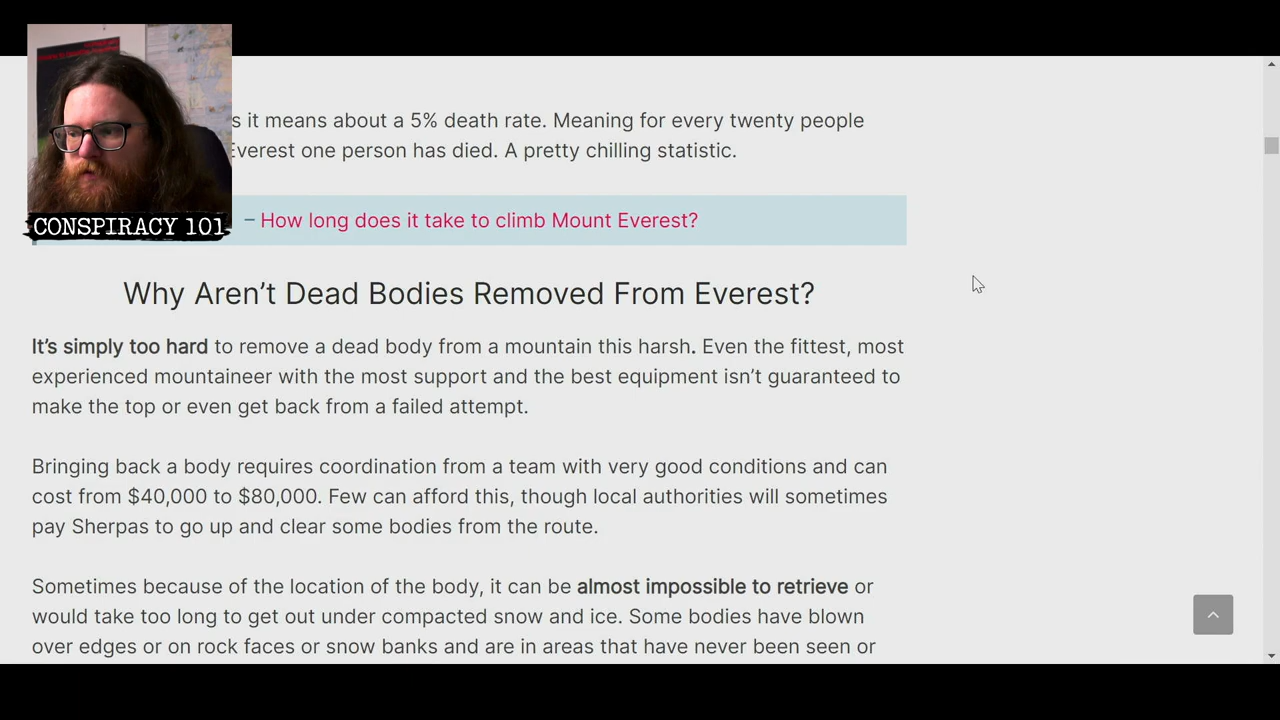 s it means about a 5% death rate. Meaning for every twenty people
Everest one person has died. A pretty chilling statistic.
CONSPIRACY 101
– How long does it take to climb Mount Everest?
Why Aren’t Dead Bodies Removed From Everest?
It’s simply too hard to remove a dead body from a mountain this harsh. Even the fittest, most
experienced mountaineer with the most support and the best equipment isn’t guaranteed to
make the top or even get back from a failed attempt.
Bringing back a body requires coordination from a team with very good conditions and can
cost from $40,000 to $80,000. Few can afford this, though local authorities will sometimes
pay Sherpas to go up and clear some bodies from the route.
Sometimes because of the location of the body, it can be almost impossible to retrieve or
would take too long to get out under compacted snow and ice. Some bodies have blown
over edges or on rock faces or snow banks and are in areas that have never been seen or